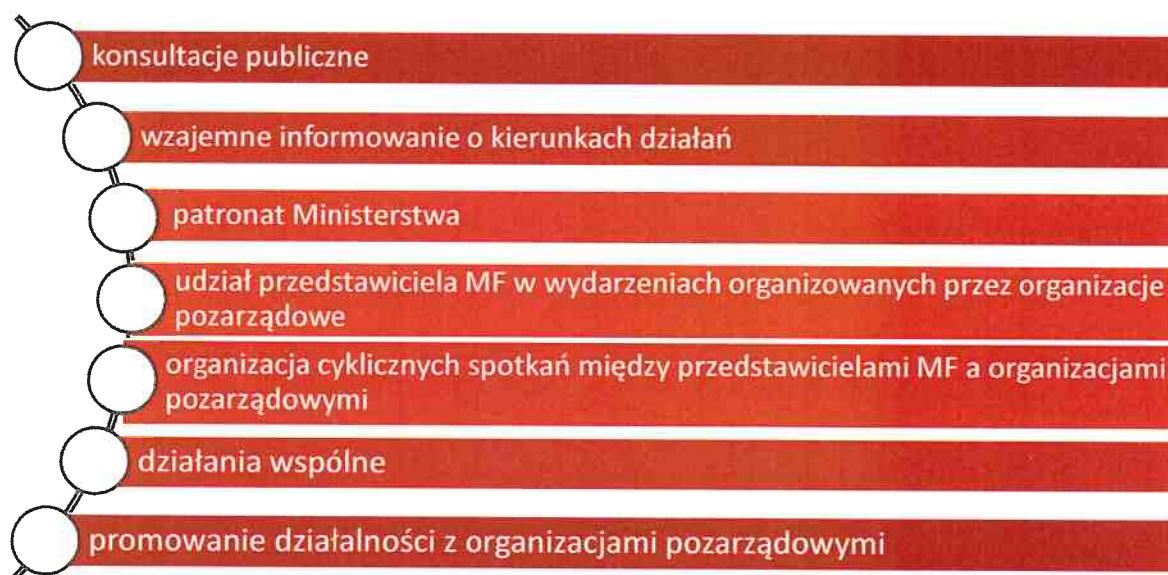 konsultacje publiczne
wzajemne informowanie o kierunkach działań
patronat Ministerstwa
udział przedstawiciela MF w wydarzeniach organizowanych przez organizacje
pozarządowe
organizacja cyklicznych spotkań między przedstawicielami MF a organizacjami
pozarządowymi
działania wspólne
promowanie działalności z organizacjami pozarządowymi